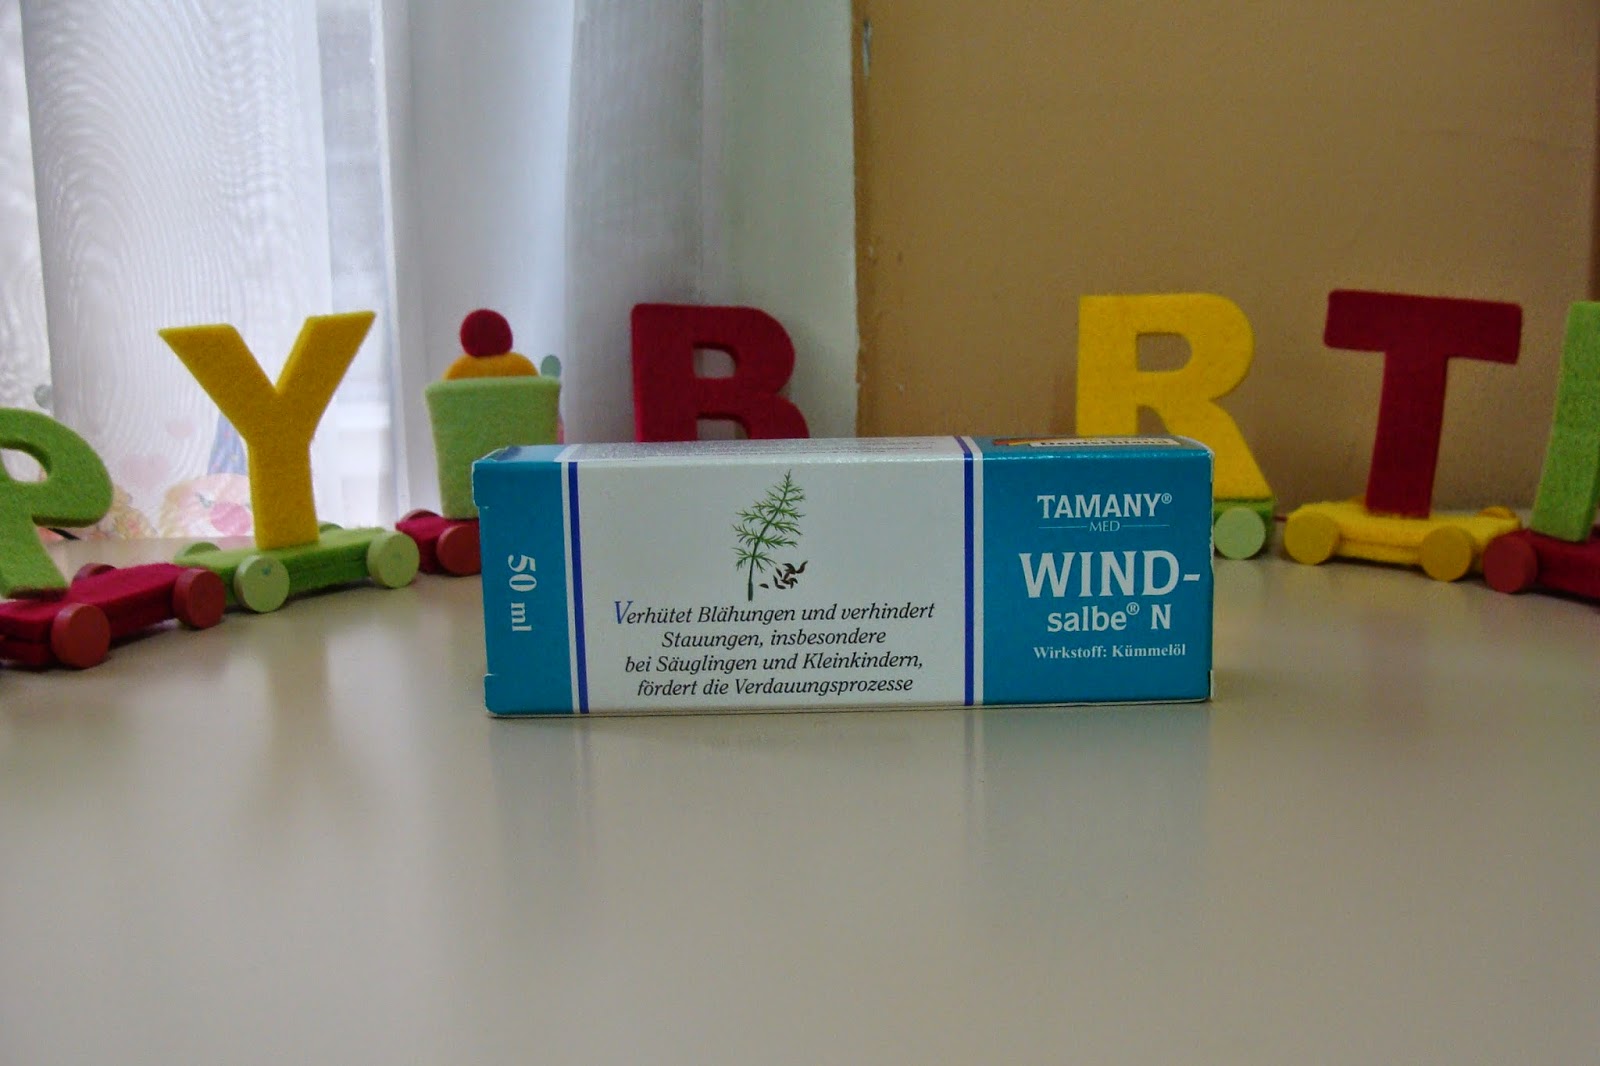 P Y B R T
50 ml
Verhütet Blähungen und verhindert
Stauungen, insbesondere
bei Säuglingen und Kleinkindern,
fördert die Verdauungsprozesse
Deutschland
TAMANY®
MED
WIND-
salbe® N
Wirkstoff: Kümmelöl